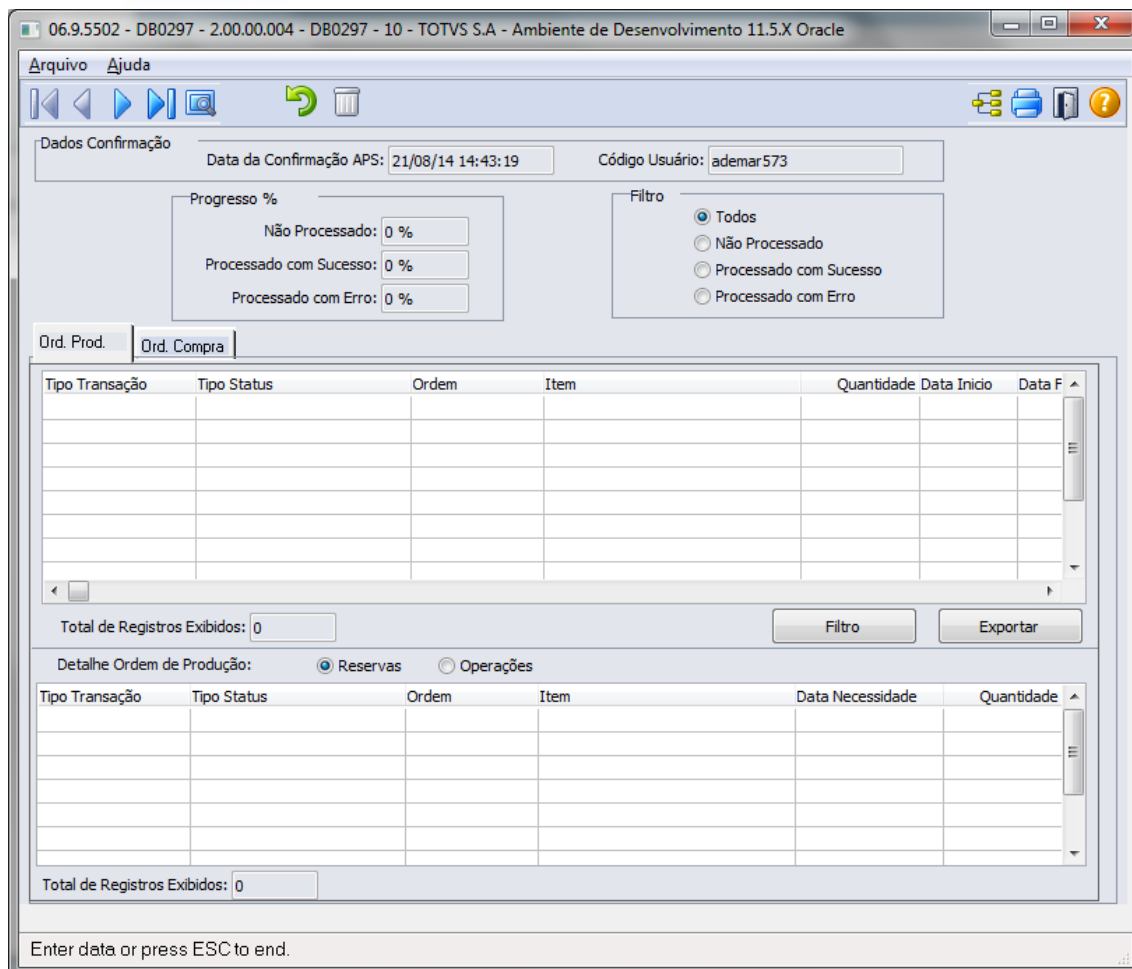 06.9.5502 - DB0297 - 2.00.00.004 - DB0297 - 10 - TOTVS S.A - Ambiente de Desenvolvimento 11.5.X Oracle
Arquivo Ajuda
Dados Confirmação
Data da Confirmação APS: 21/08/14 14:43:19 Código Usuário: ademar573
Progresso %
Não Processado: 0 %
Processado com Sucesso: 0 %
Processado com Erro: 0 %
Filtro
Todos
Não Processado
Processado com Sucesso
Processado com Erro
Ord. Prod. Ord. Compra
Tipo Transação Tipo Status Ordem Item Quantidade Data Inicio Data F
Total de Registros Exibidos: 0 Filtro Exportar
Detalhe Ordem de Produção: Reservas Operações
Tipo Transação Tipo Status Ordem Item Data Necessidade Quantidade
Total de Registros Exibidos: 0
Enter data or press ESC to end.